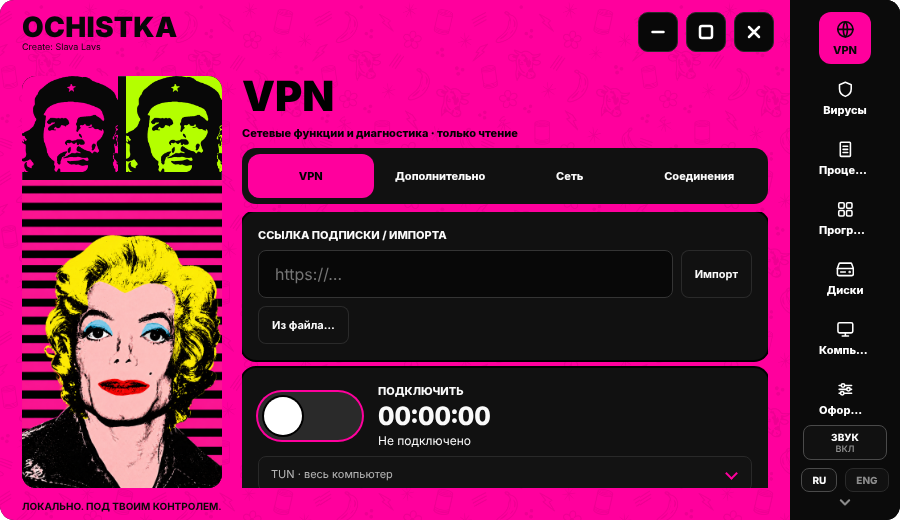 OCHISTKA
Create: Slava Lavs
VPN
Сетевые функции и диагностика · только чтение
VPN
Дополнительно
Сеть
Соединения
ССЫЛКА ПОДПИСКИ / ИМПОРТА
https://...
Импорт
Из файла...
ПОДКЛЮЧИТЬ
00:00:00
Не подключено
TUN · весь компьютер
ЛОКАЛЬНО. ПОД ТВОИМ КОНТРОЛЕМ.
VPN
Вирусы
Проце...
Прогр...
Диски
Компь...
Офор...
ЗВУК
ВКЛ
RU
ENG